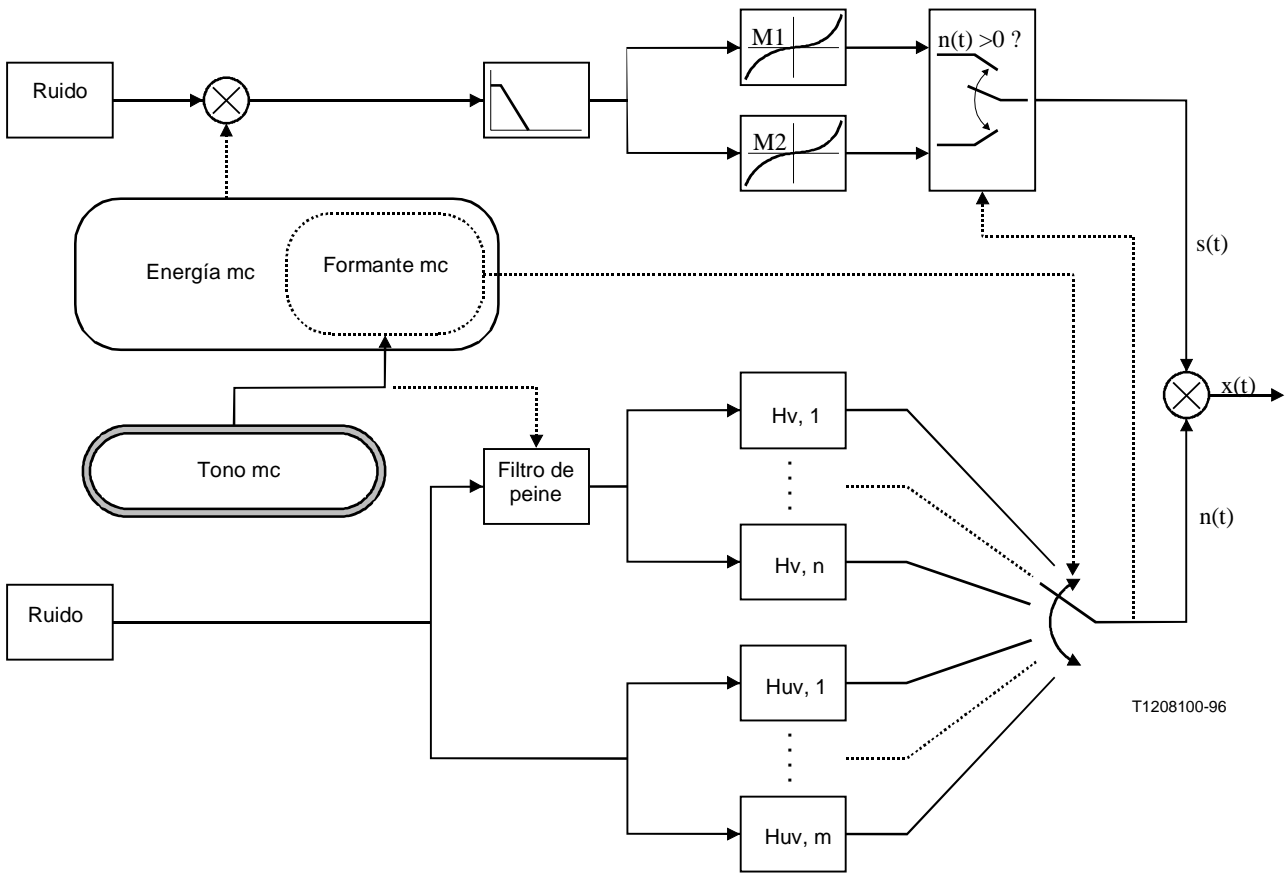 M1
n(t) >0 ?
Ruido
M2
s(t)
Energía mc
Formante mc
x(t)
Hv, 1
Tono mc
Filtro de
peine
n(t)
Hv, n
Ruido
Huv, 1
T1208100-96
Huv, m